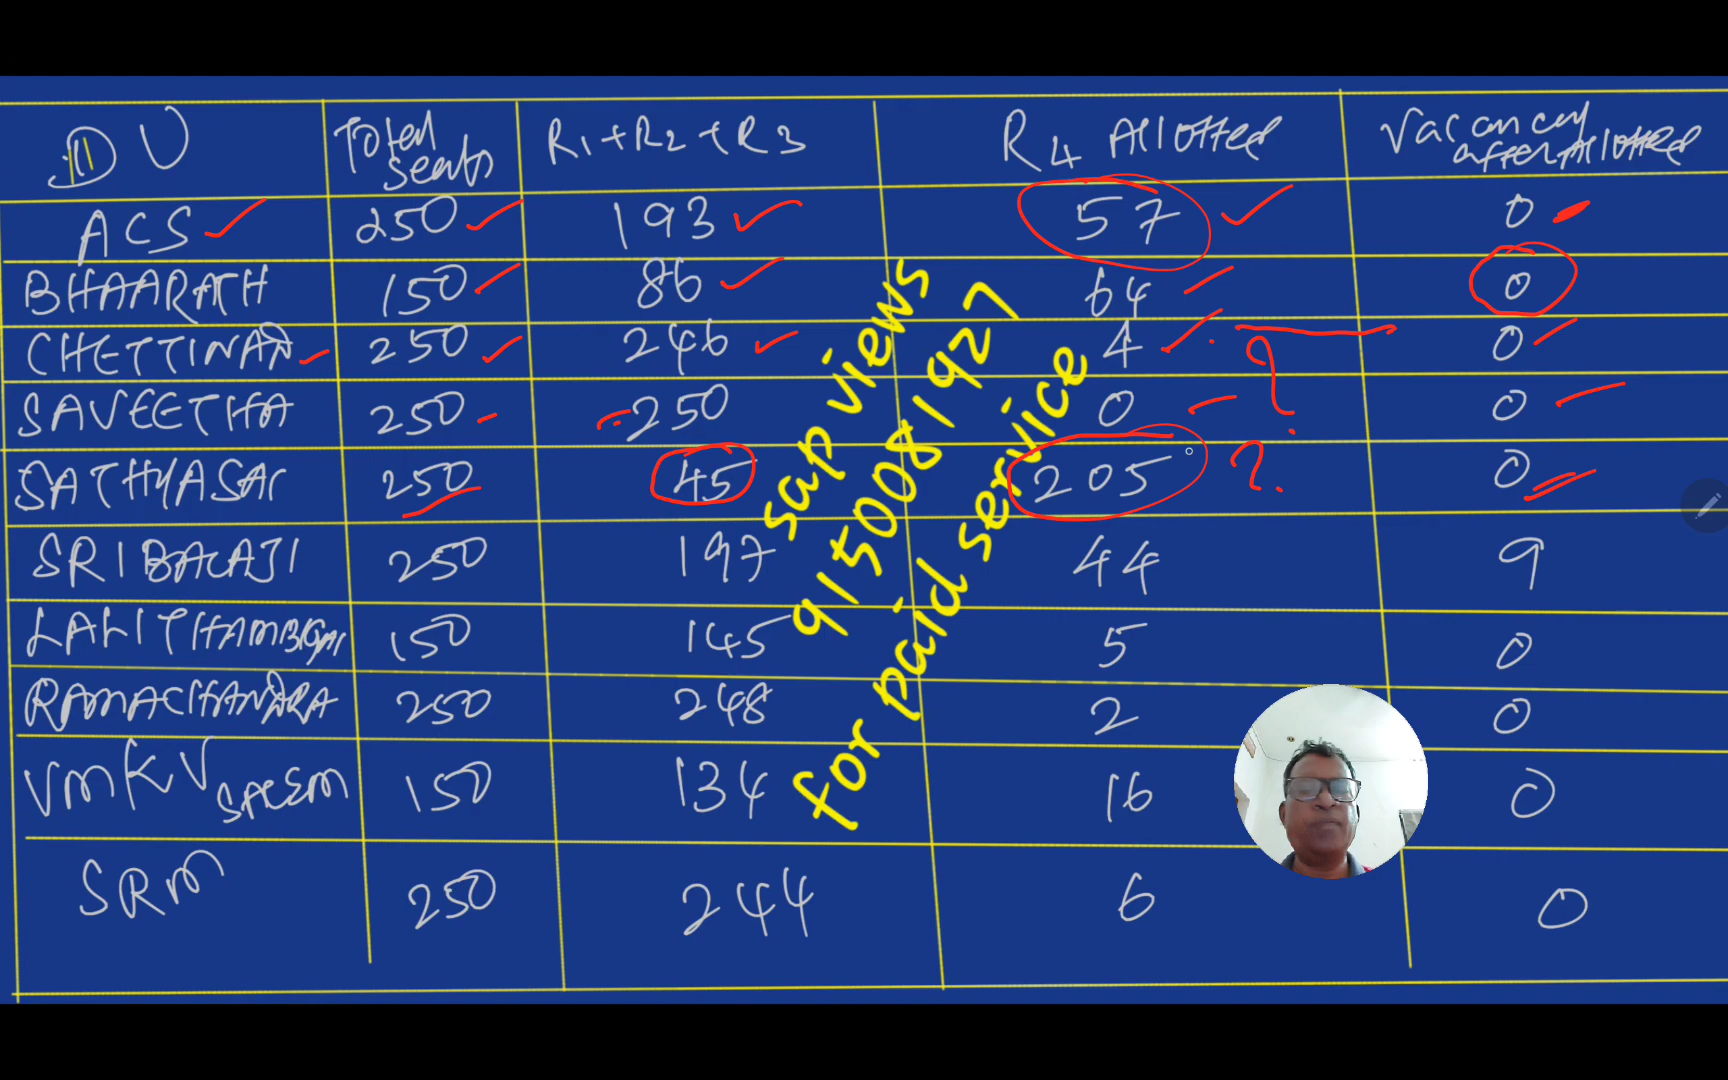 DU Total seats R1+R2+R3 R4 Allotted Vacancy after Allotted
ACS 250 193 57 0
BHAARATH 150 86 64 0
CHETTINAD 250 246 4 0
SAVEETHA 250 250 0 ? 0
SATHYASAI 250 45 205 ? 0
SRI BALAJI 250 197 44 9
LALITHAMBIGAI 150 145 5 0
RAMACHANDRA 250 248 2 0
VMKV SALEM 150 134 16 0
SRM 250 244 6 0
sap views
9150081927
for paid service